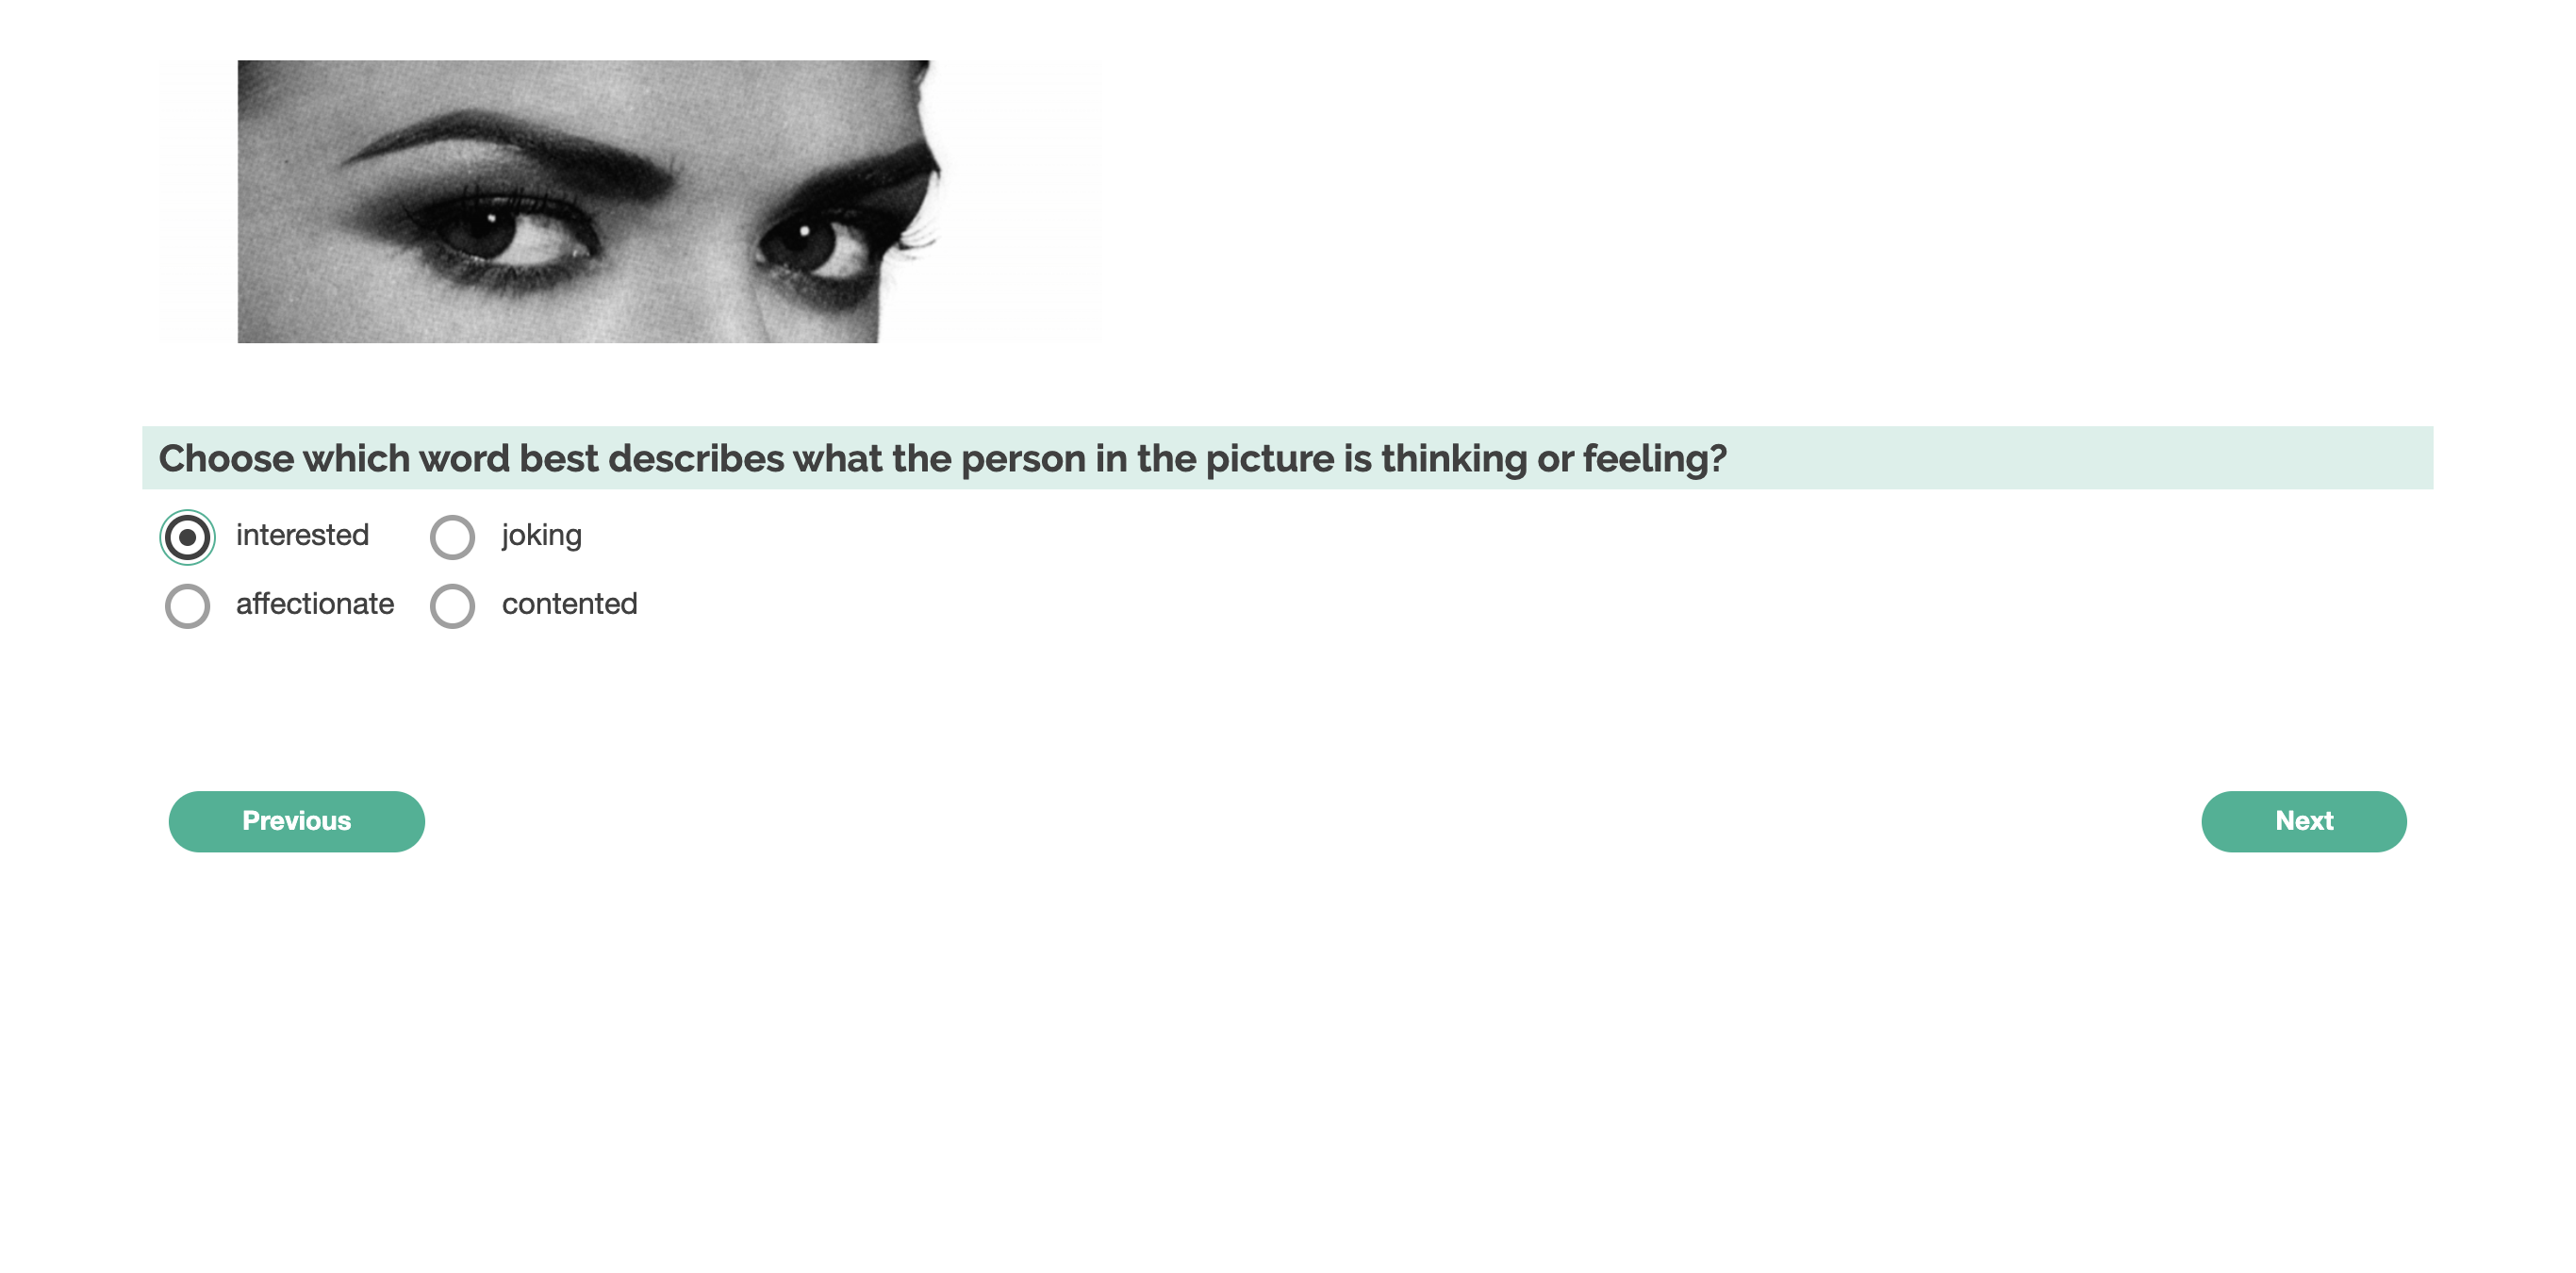 Choose which word best describes what the person in the picture is thinking or feeling?
interested joking
affectionate contented
Previous Next